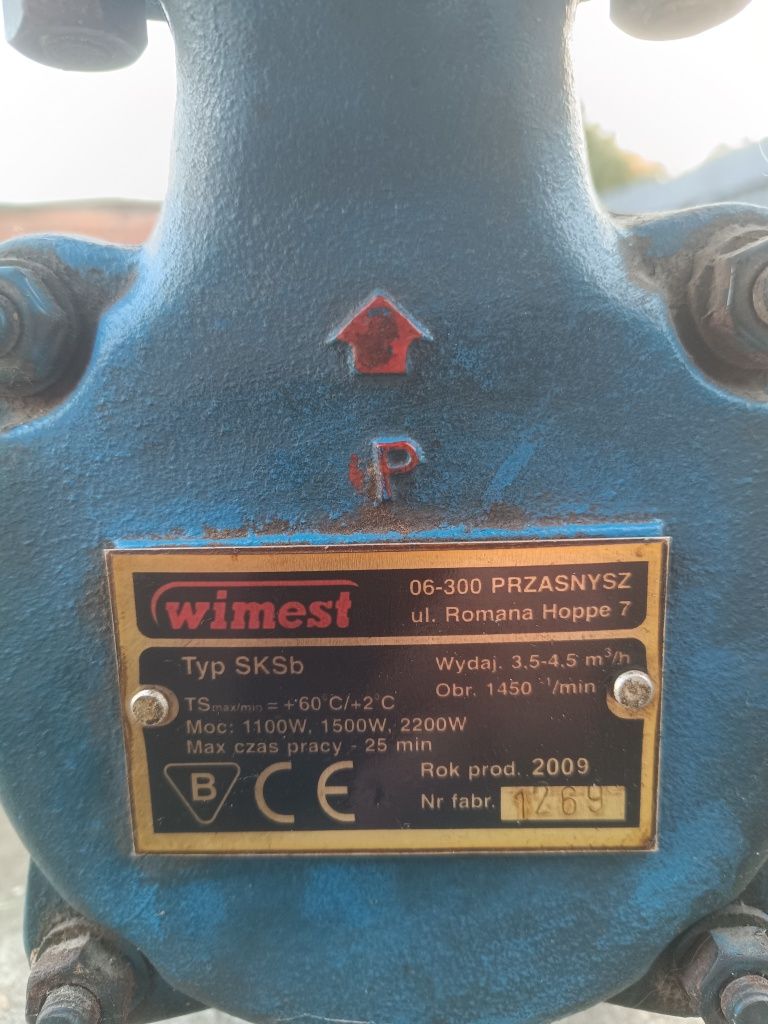 P
wimest
06-300 PRZASNYSZ
ul. Romana Hoppe 7
Typ SKSb
Wydaj. 3.5-4.5 m³/h
Obr. 1450 ¹/min
TSmax/min = +60°C/+2°C
Moc: 1100W, 1500W, 2200W
Max czas pracy - 25 min
B CE
Rok prod. 2009
Nr fabr. 1269